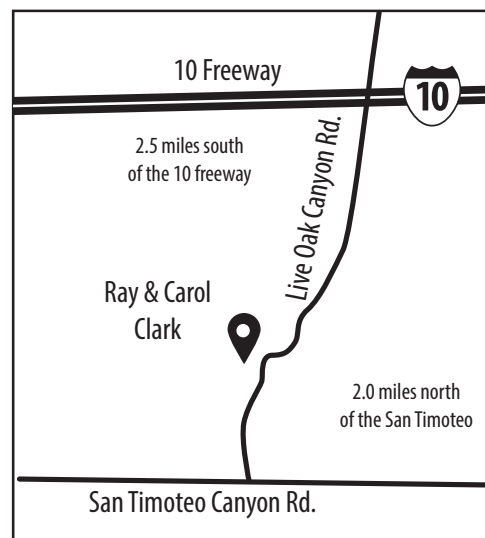 10 Freeway
10
2.5 miles south
of the 10 freeway
Live Oak Canyon Rd.
Ray & Carol
Clark
2.0 miles north
of the San Timoteo
San Timoteo Canyon Rd.